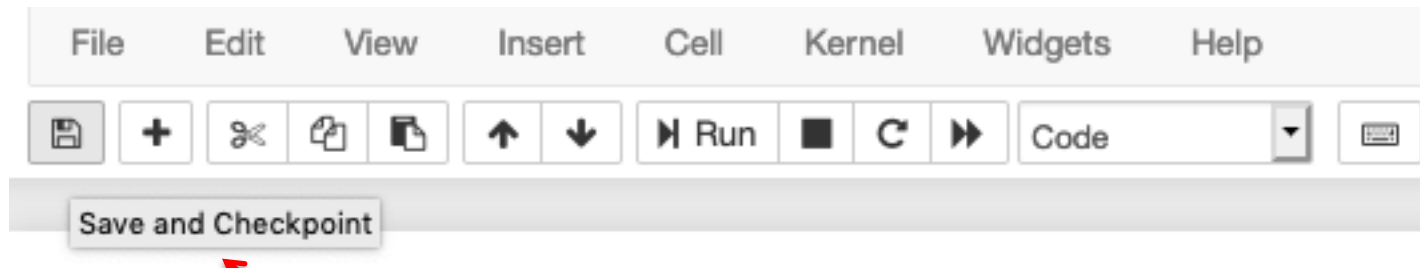 File Edit View Insert Cell Kernel Widgets Help
Run Code
Save and Checkpoint